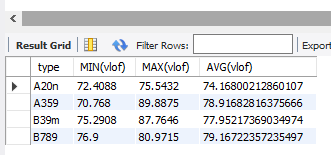 Result Grid Filter Rows: Export
type MIN(vlof) MAX(vlof) AVG(vlof)
A20n 72.4088 75.5432 74.16800212860107
A359 70.768 89.8875 78.91682816375666
B39m 75.2908 87.7646 77.95217369034974
B789 76.9 80.9715 79.16722357235497